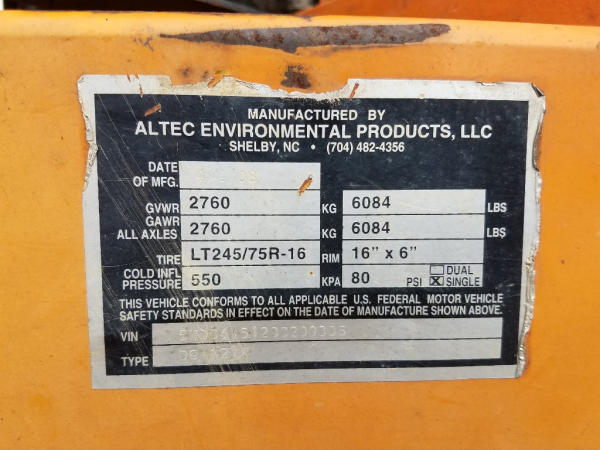 MANUFACTURED BY
ALTEC ENVIRONMENTAL PRODUCTS, LLC
SHELBY, NC • (704) 482-4356
DATE OF MFG.
GVWR 2760 KG 6084 LBS
GAWR ALL AXLES 2760 KG 6084 LBS
TIRE LT245/75R-16 RIM 16" x 6"
COLD INFL PRESSURE 550 KPA 80 PSI DUAL
SINGLE
THIS VEHICLE CONFORMS TO ALL APPLICABLE U.S. FEDERAL MOTOR VEHICLE
SAFETY STANDARDS IN EFFECT ON THE DATE OF MANUFACTURE SHOWN ABOVE.
VIN
TYPE